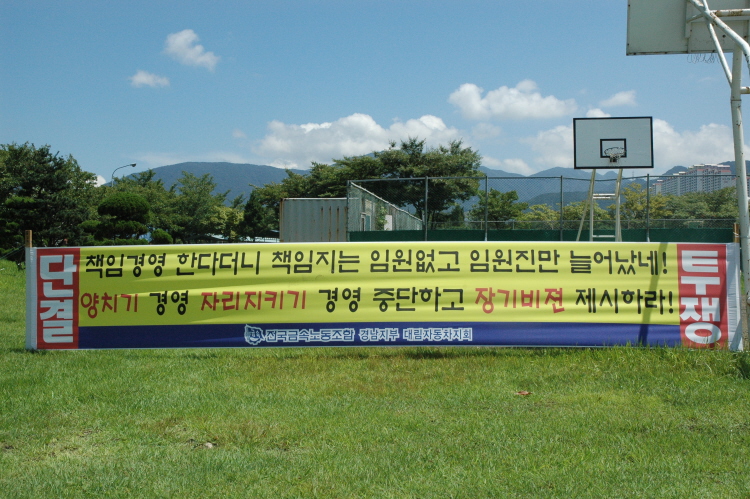 단결
책임경영 한다더니 책임지는 임원없고 임원진만 늘어났네!
양치기 경영 자리지키기 경영 중단하고 장기비젼 제시하라!
투쟁
전국금속노동조합 경남지부 대림자동차지회